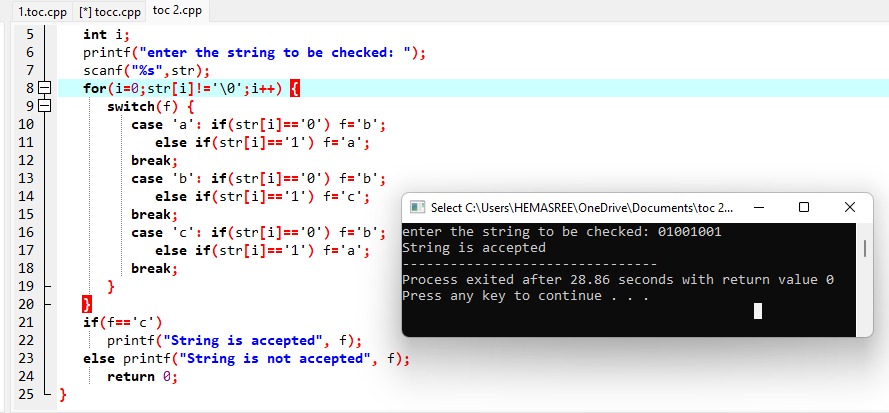 1.toc.cpp [*] tocc.cpp toc 2.cpp
5 int i;
6 printf("enter the string to be checked: ");
7 scanf("%s",str);
8 for(i=0;str[i]!='\0';i++) {
9 switch(f) {
10 case 'a': if(str[i]=='0') f='b';
11 else if(str[i]=='1') f='a';
12 break;
13 case 'b': if(str[i]=='0') f='b';
14 else if(str[i]=='1') f='c';
15 break;
16 case 'c': if(str[i]=='0') f='b';
17 else if(str[i]=='1') f='a';
18 break;
19 }
20 }
21 if(f=='c')
22 printf("String is accepted", f);
23 else printf("String is not accepted", f);
24 return 0;
25 }
Select C:\Users\HEMASREE\OneDrive\Documents\toc 2...
enter the string to be checked: 01001001
String is accepted
--------------------------------
Process exited after 28.86 seconds with return value 0
Press any key to continue . . .